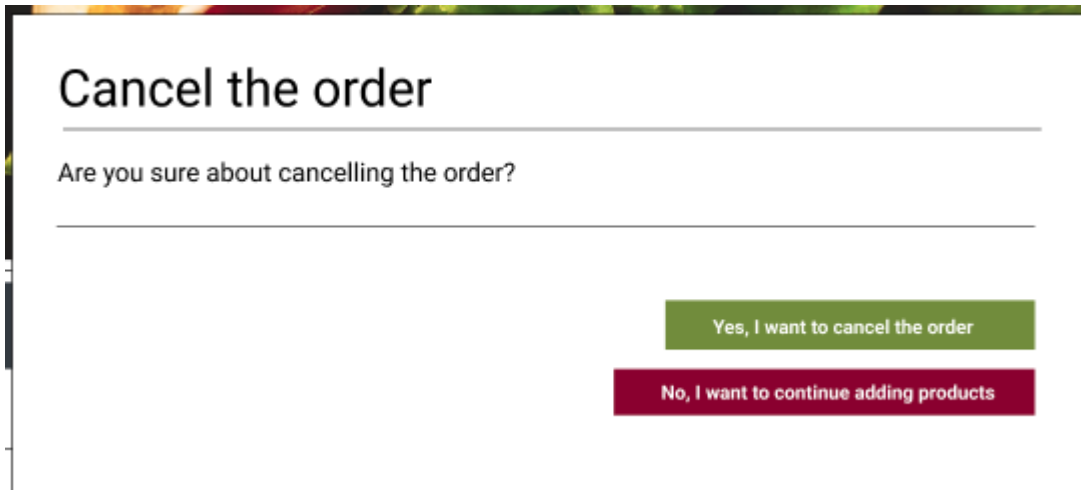 Cancel the order
Are you sure about cancelling the order?
Yes, I want to cancel the order
No, I want to continue adding products